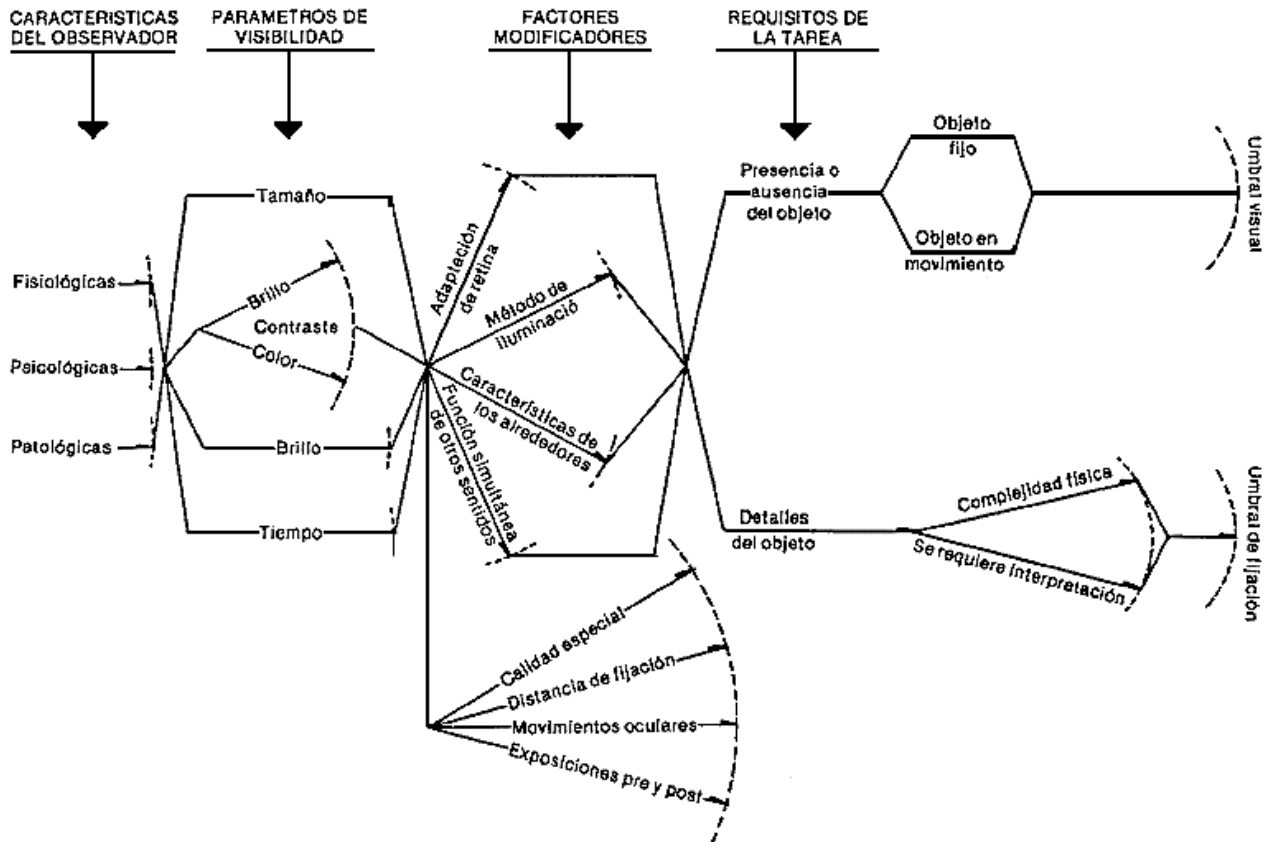 CARACTERISTICAS
DEL OBSERVADOR
PARAMETROS DE
VISIBILIDAD
FACTORES
MODIFICADORES
REQUISITOS DE
LA TAREA
Fisiológicas
Psicológicas
Patológicas
Tamaño
Brillo
Contraste
Color
Brillo
Tiempo
Adaptación
de retina
Método de
iluminació
Características de
los alrededores
Función simultánea
de otros sentidos
Calidad especial
Distancia de fijación
Movimientos oculares
Exposiciones pre y post
Presencia o
ausencia
del objeto
Objeto
fijo
Objeto en
movimiento
Umbral visual
Detalles
del objeto
Complejidad física
Se requiere interpretación
Umbral de fijación